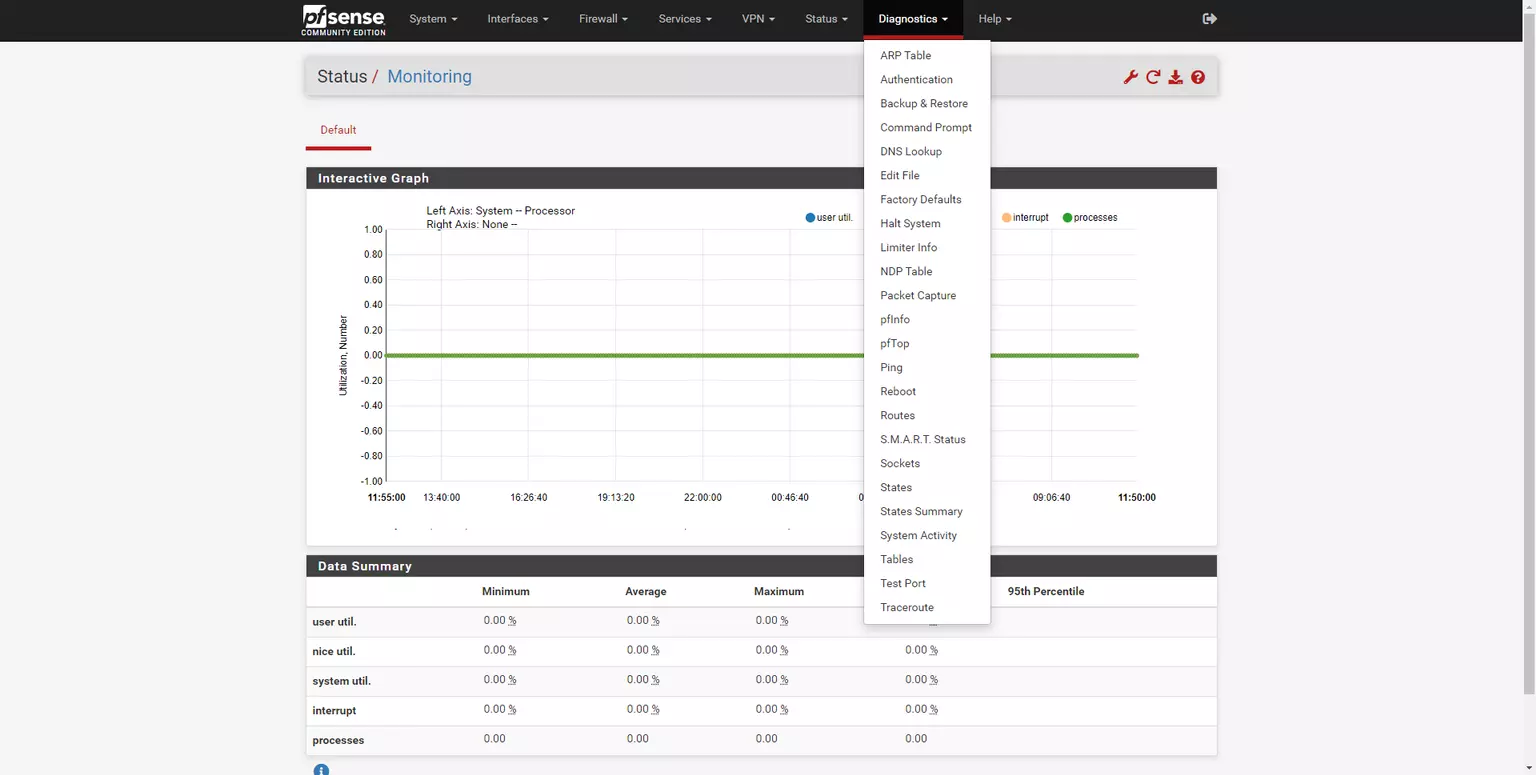 pfsense System Interfaces Firewall Services VPN Status Diagnostics Help
COMMUNITY EDITION
ARP Table
Authentication
Backup & Restore
Command Prompt
DNS Lookup
Edit File
Factory Defaults
Halt System
Limiter Info
NDP Table
Packet Capture
pfInfo
pfTop
Ping
Reboot
Routes
S.M.A.R.T. Status
Sockets
States
States Summary
System Activity
Tables
Test Port
Traceroute
Status / Monitoring
Default
Interactive Graph
Left Axis: System -- Processor
Right Axis: None --
user util. interrupt processes
Utilization, Number
1.00
0.80
0.60
0.40
0.20
0.00
-0.20
-0.40
-0.60
-0.80
-1.00
11:55:00 13:40:00 16:26:40 19:13:20 22:00:00 00:46:40 09:06:40 11:50:00
Data Summary
Minimum Average Maximum 95th Percentile
user util. 0.00 % 0.00 % 0.00 %
nice util. 0.00 % 0.00 % 0.00 % 0.00 %
system util. 0.00 % 0.00 % 0.00 % 0.00 %
interrupt 0.00 % 0.00 % 0.00 % 0.00 %
processes 0.00 0.00 0.00 0.00